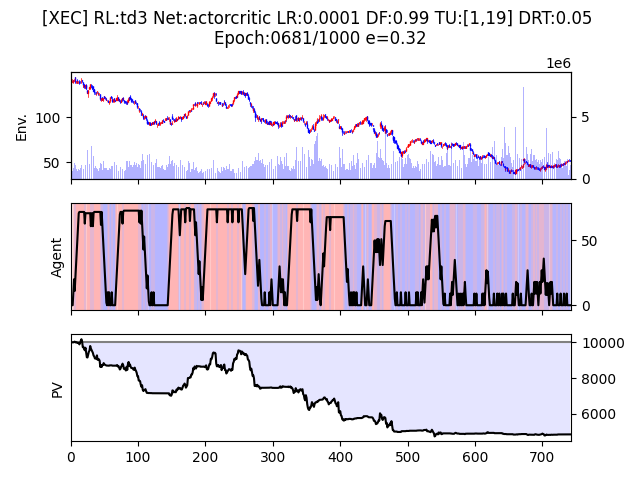 [XEC] RL:td3 Net:actorcritic LR:0.0001 DF:0.99 TU:[1,19] DRT:0.05
Epoch:0681/1000 e=0.32
1e6
Env.
100
50
5
0
Agent
50
0
PV
10000
8000
6000
0 100 200 300 400 500 600 700